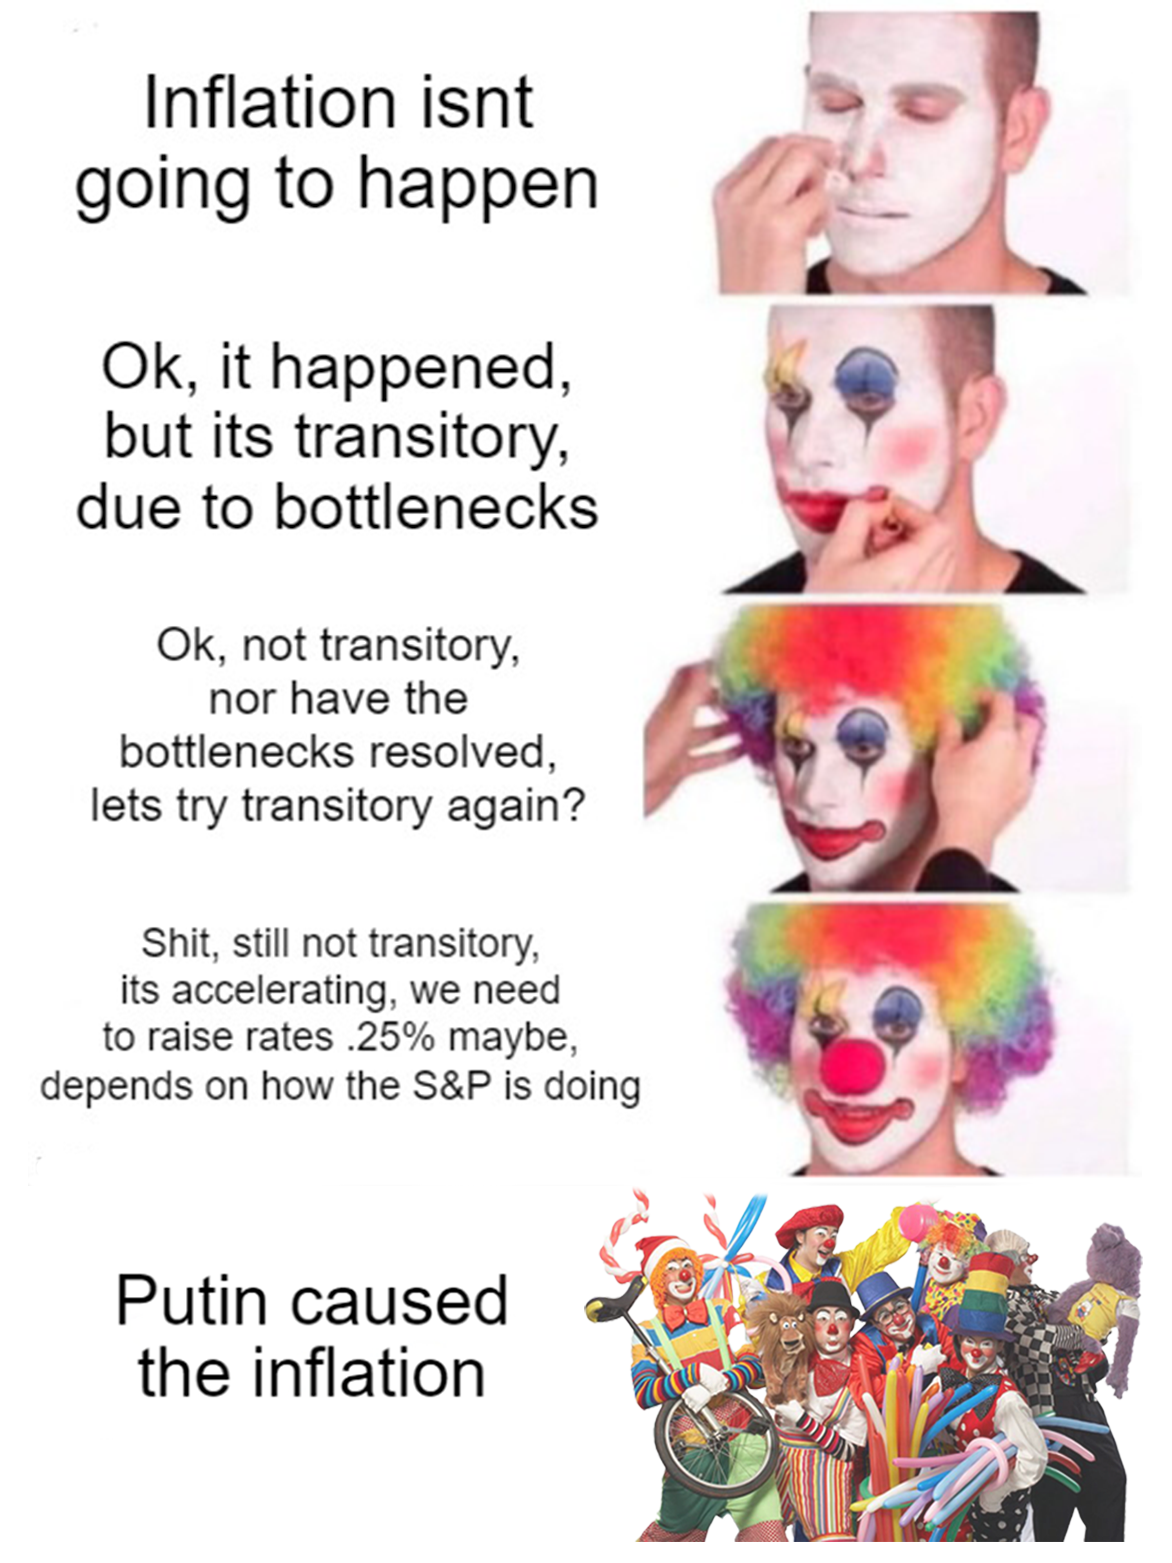 Inflation isnt
going to happen
Ok, it happened,
but its transitory,
due to bottlenecks
Ok, not transitory,
nor have the
bottlenecks resolved,
lets try transitory again?
Shit, still not transitory,
its accelerating, we need
to raise rates .25% maybe,
depends on how the S&P is doing
Putin caused
the inflation